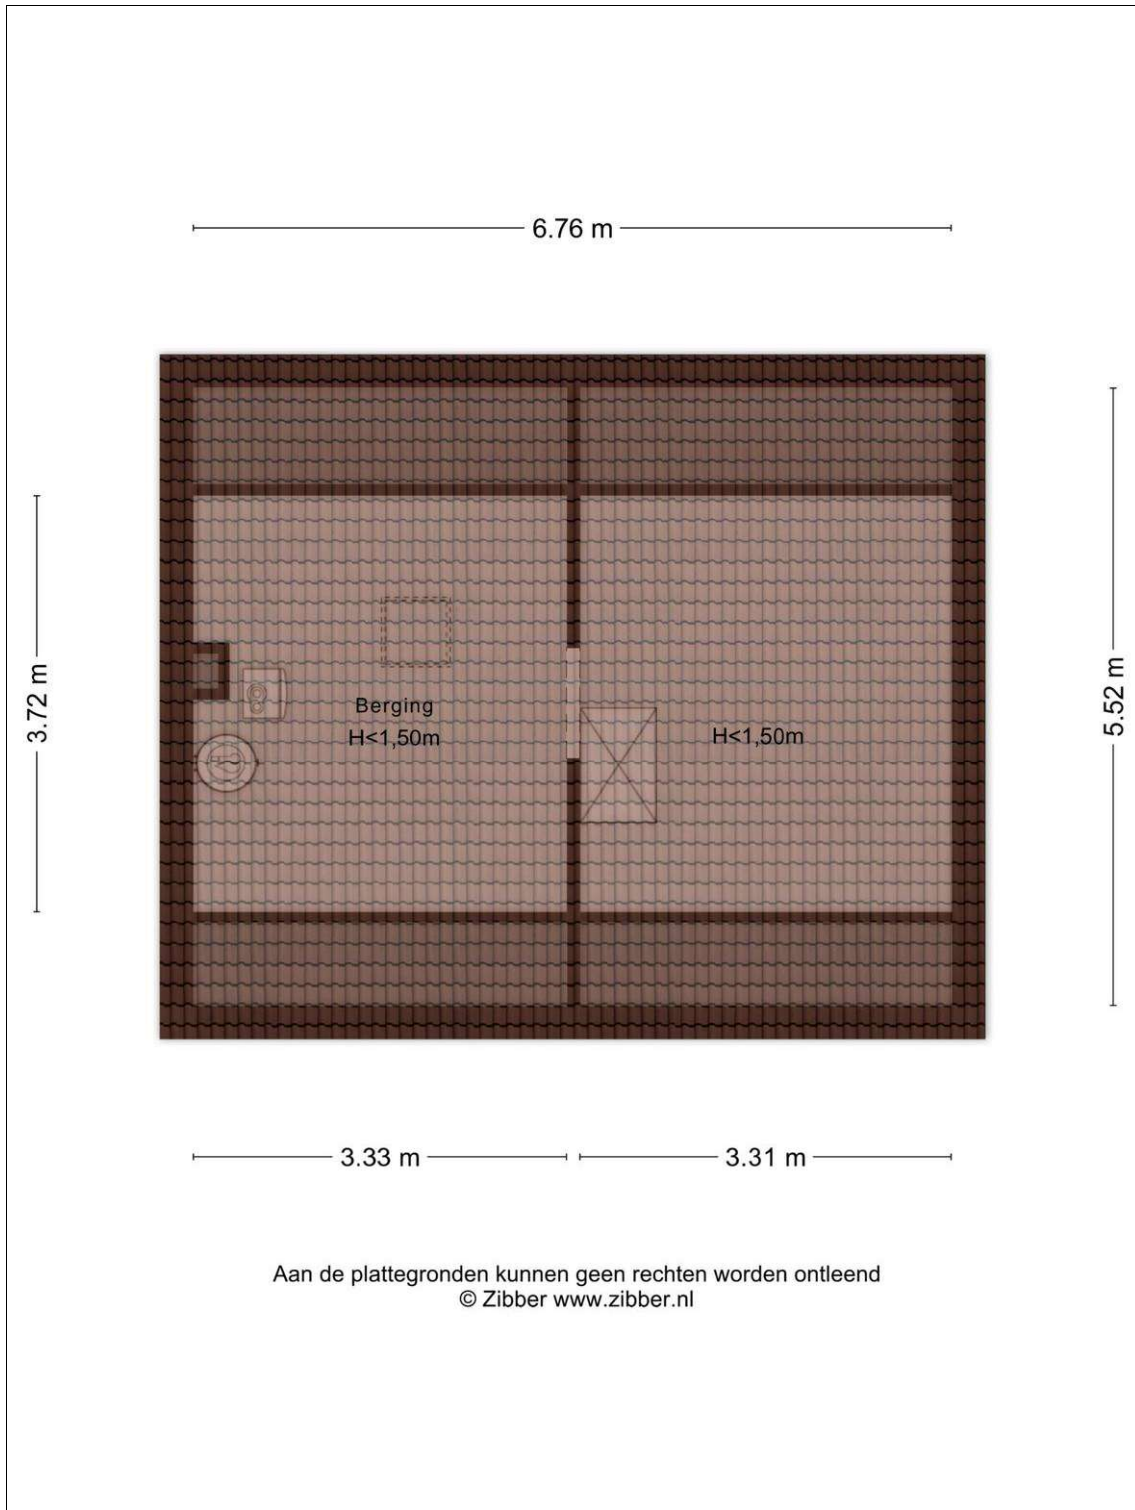 6.76 m
3.72 m
5.52 m
Berging
H<1,50m
H<1,50m
3.33 m
3.31 m
Aan de plattegronden kunnen geen rechten worden ontleend
© Zibber www.zibber.nl